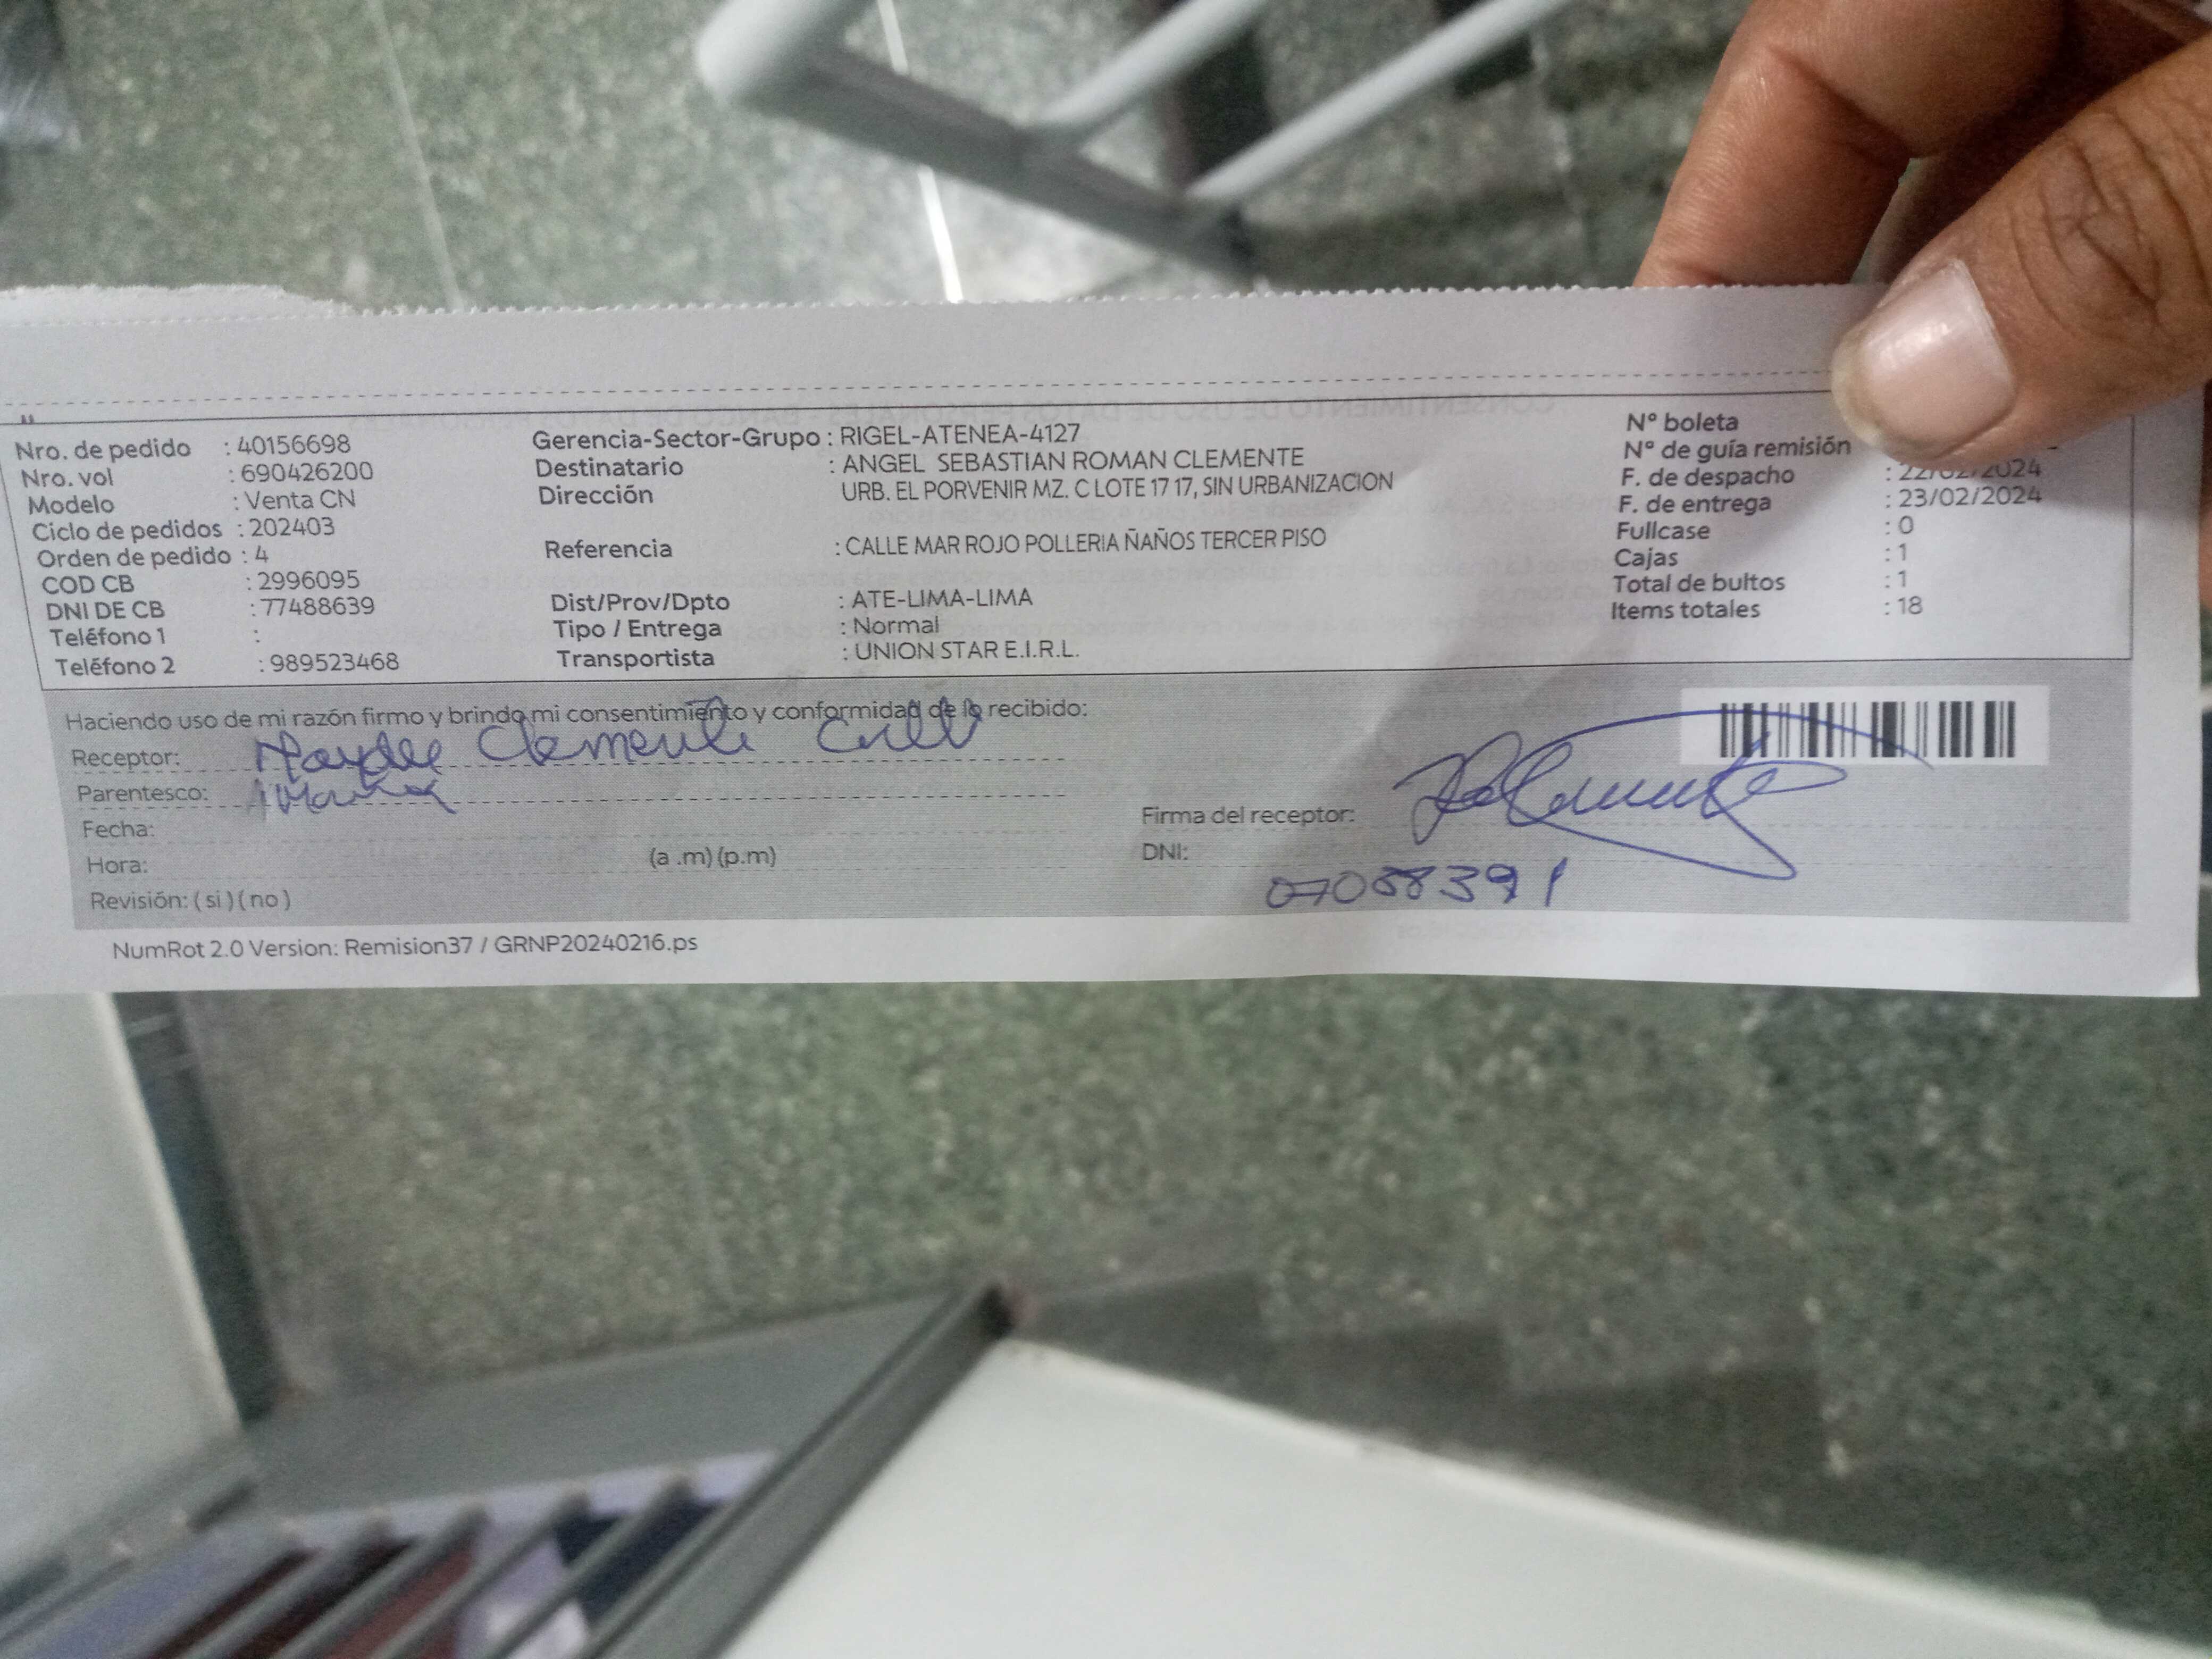 Nro. de pedido : 40156698
Nro. vol : 690426200
Modelo : Venta CN
Ciclo de pedidos : 202403
Orden de pedido : 4
COD CB : 2996095
DNI DE CB : 77488639
Teléfono 1 :
Teléfono 2 : 989523468
Gerencia-Sector-Grupo : RIGEL-ATENEA-4127
Destinatario : ANGEL SEBASTIAN ROMAN CLEMENTE
Dirección URB. EL PORVENIR MZ. C LOTE 17 17, SIN URBANIZACION
Referencia : CALLE MAR ROJO POLLERIA ÑAÑOS TERCER PISO
Dist/Prov/Dpto : ATE-LIMA-LIMA
Tipo / Entrega : Normal
Transportista : UNION STAR E.I.R.L.
Nº boleta
Nº de guía remisión
F. de despacho : 22/02/2024
F. de entrega : 23/02/2024
Fullcase : 0
Cajas : 1
Total de bultos : 1
Items totales : 18
Haciendo uso de mi razón firmo y brindo mi consentimiento y conformidad de lo recibido:
Receptor: Haydee Clemente
Parentesco:
Fecha:
Hora: (a .m) (p.m)
Revisión: ( si ) ( no )
Firma del receptor:
DNI: 07088391
NumRot 2.0 Version: Remision37 / GRNP20240216.ps